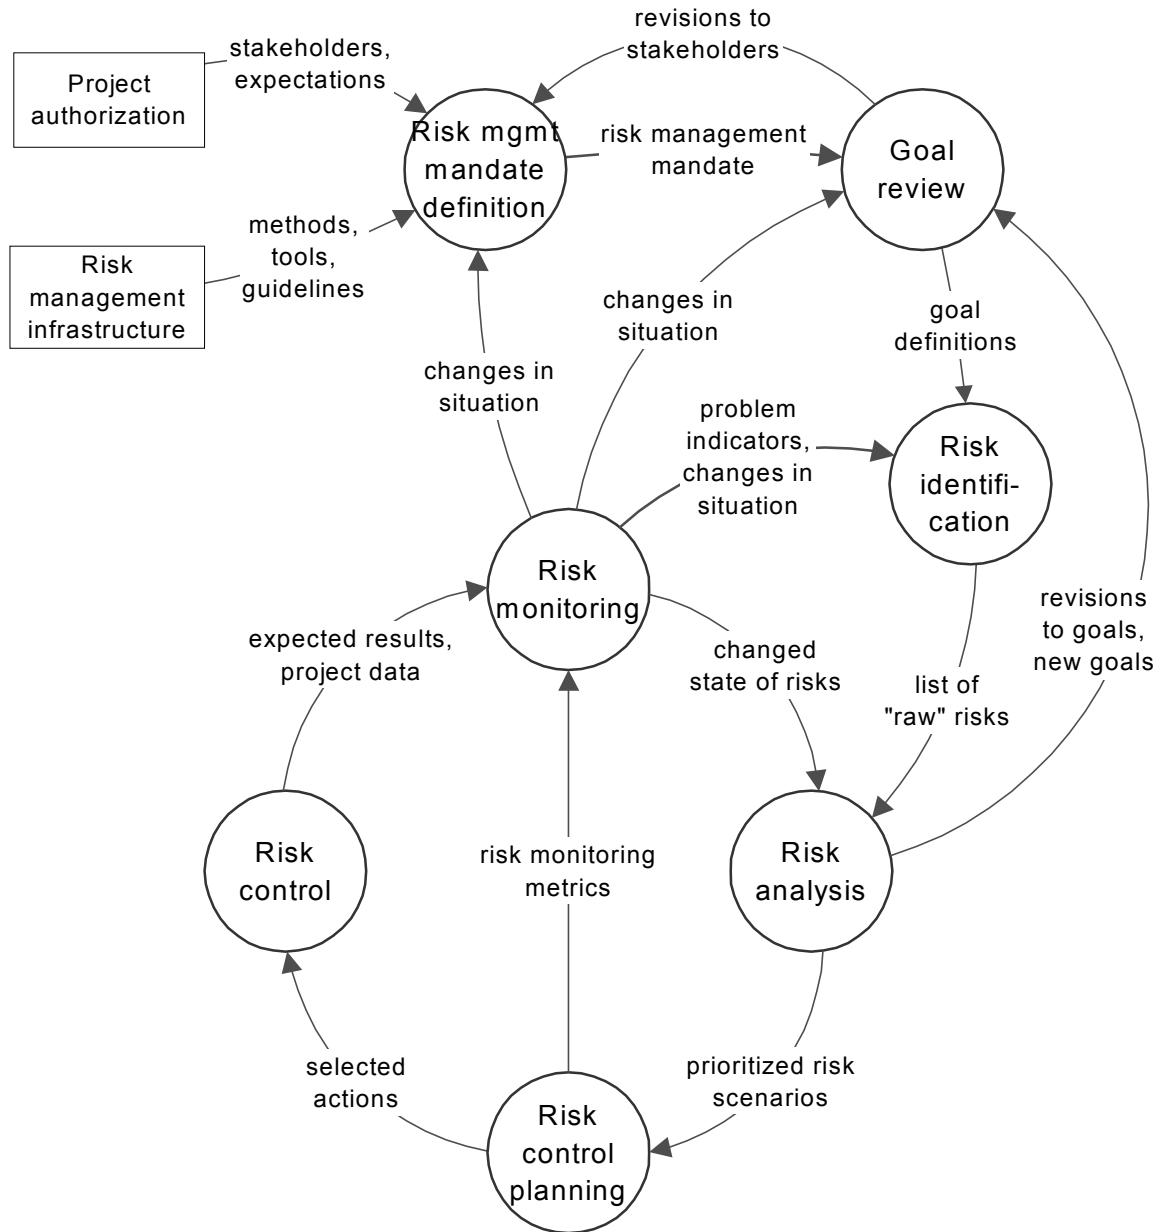 revisions to
stakeholders
stakeholders,
expectations
Project
authorization
Risk mgmt
mandate
definition
risk management
mandate
Goal
review
methods,
tools,
guidelines
Risk
management
infrastructure
changes in
situation
goal
definitions
changes in
situation
problem
indicators,
changes in
situation
Risk
identifi-
cation
Risk
monitoring
revisions
to goals,
new goals
expected results,
project data
changed
state of risks
list of
"raw" risks
Risk
control
risk monitoring
metrics
Risk
analysis
selected
actions
prioritized risk
scenarios
Risk
control
planning